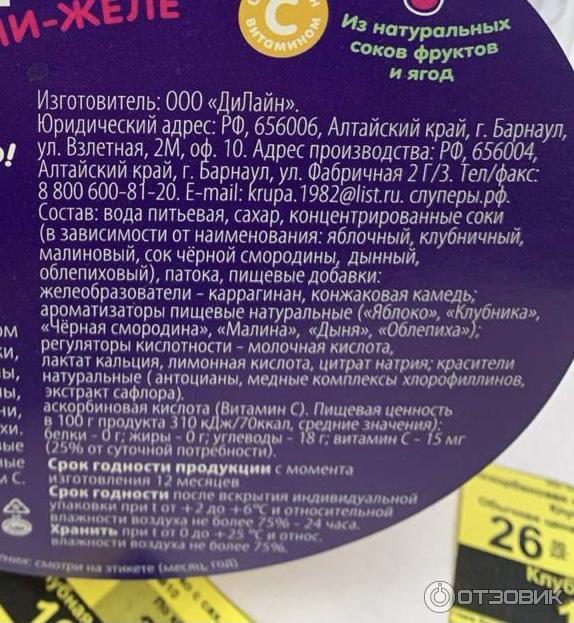 И-ЖЕЛЕ
С
ВИТАМИНОМ
Из натуральных
соков фруктов
и ягод
Изготовитель: ООО «ДиЛайн».
Юридический адрес: РФ, 656006, Алтайский край, г. Барнаул,
ул. Взлетная, 2М, оф. 10. Адрес производства: РФ, 656004,
Алтайский край, г. Барнаул, ул. Фабричная 2 Г/3. Тел/факс:
8 800 600-81-20. E-mail: krupa.1982@list.ru. слуперы.рф.
Состав: вода питьевая, сахар, концентрированные соки
(в зависимости от наименования: яблочный, клубничный,
малиновый, сок чёрной смородины, дынный,
облепиховый), патока, пищевые добавки:
желеобразователи - каррагинан, конжаковая камедь;
ароматизаторы пищевые натуральные («Яблоко», «Клубника»,
«Чёрная смородина», «Малина», «Дыня», «Облепиха»);
регуляторы кислотности - молочная кислота,
лактат кальция, лимонная кислота, цитрат натрия; красители
натуральные ( антоцианы, медные комплексы хлорофиллинов,
экстракт сафлора).
аскорбиновая кислота (Витамин С). Пищевая ценность
в 100 г продукта 310 кДж/70ккал, средние значения):
белки - 0 г; жиры - 0 г; углеводы - 18 г; витамин С - 15 мг
(25% от суточной потребности).
Срок годности продукции с момента
изготовления 12 месяцев
Срок годности после вскрытия индивидуальной
упаковки при t от +2 до +6°С и относительной
влажности воздуха не более 75% - 24 часа.
Хранить при t от 0 до +25 °С и относ.
влажности воздуха не более 75%.
смотри на этикете (месяц, год)
26
Клуб
ОТЗОВИК